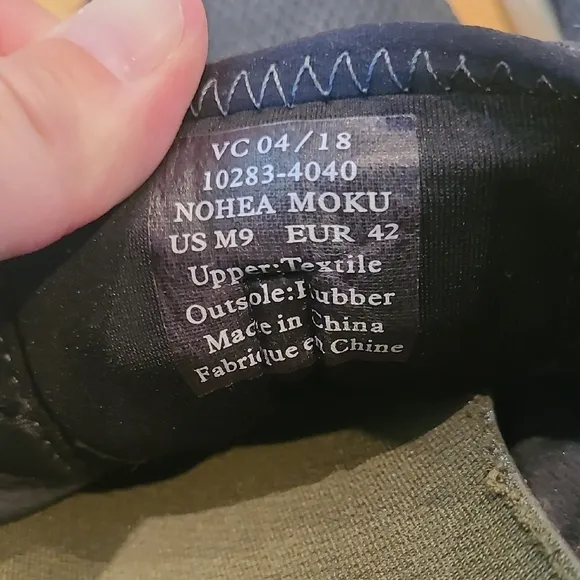 VC 04/18
10283-4040
NOHEA MOKU
US M9 EUR 42
Upper:Textile
Outsole:Rubber
Made in China
Fabrique en Chine